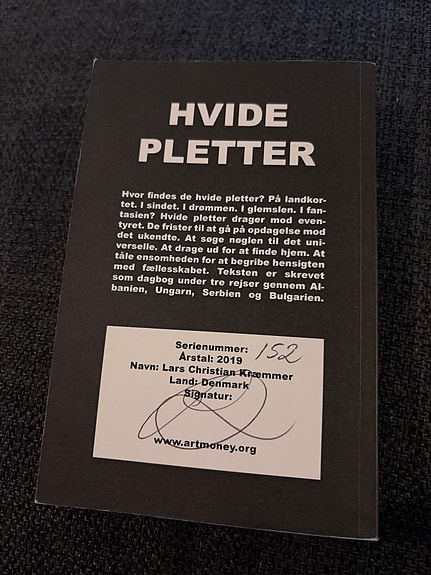 HVIDE
PLETTER
Hvor findes de hvide pletter? På landkor-
tet. I sindet. I drømmen. I glemslen. I fan-
tasien? Hvide pletter drager mod even-
tyret. De frister til at gå på opdagelse mod
det ukendte. At søge nøglen til det uni-
verselle. At drage ud for at finde hjem. At
tåle ensomheden for at begribe hensigten
med fællesskabet. Teksten er skrevet
som dagbog under tre rejser gennem Al-
banien, Ungarn, Serbien og Bulgarien.
Serienummer: 152
Årstal: 2019
Navn: Lars Christian Kræmmer
Land: Denmark
Signatur:
www.artmoney.org